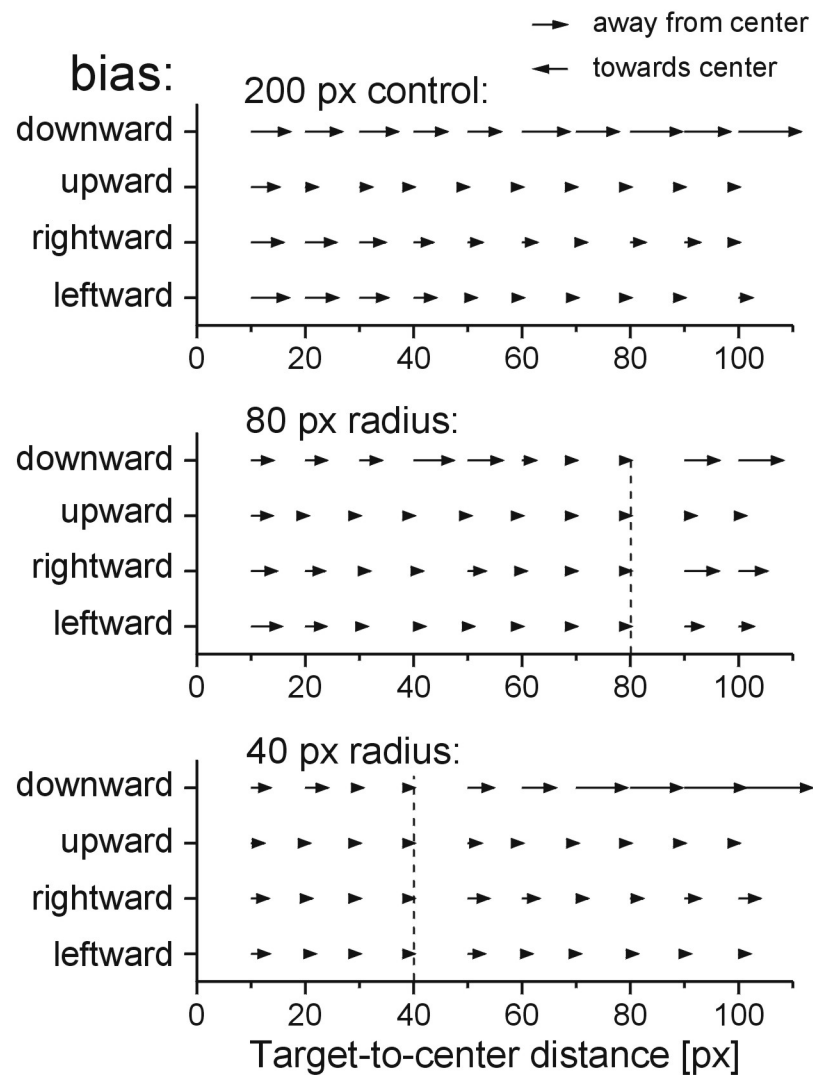 away from center
towards center
bias:
200 px control:
downward
upward
rightward
leftward
0 20 40 60 80 100
80 px radius:
downward
upward
rightward
leftward
0 20 40 60 80 100
40 px radius:
downward
upward
rightward
leftward
0 20 40 60 80 100
Target-to-center distance [px]